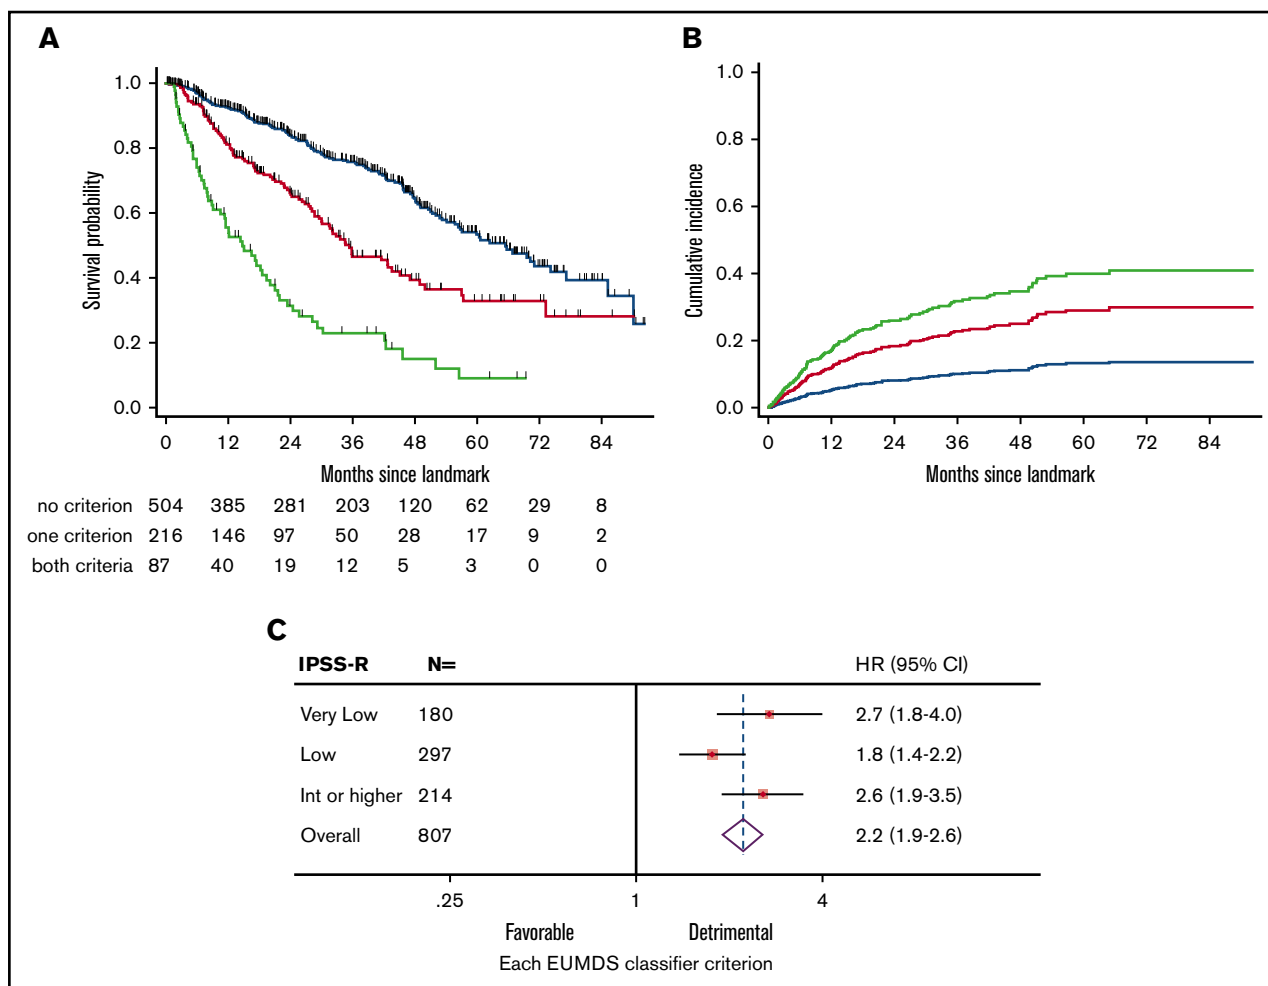 A
B
1.0
0.8
0.6
0.4
0.2
0.0
Survival probability
0 12 24 36 48 60 72 84
Months since landmark
no criterion 504 385 281 203 120 62 29 8
one criterion 216 146 97 50 28 17 9 2
both criteria 87 40 19 12 5 3 0 0
1.0
0.8
0.6
0.4
0.2
0.0
Cumulative incidence
0 12 24 36 48 60 72 84
Months since landmark
C
IPSS-R N= HR (95% CI)
Very Low 180 2.7 (1.8-4.0)
Low 297 1.8 (1.4-2.2)
Int or higher 214 2.6 (1.9-3.5)
Overall 807 2.2 (1.9-2.6)
.25 1 4
Favorable Detrimental
Each EUMDS classifier criterion